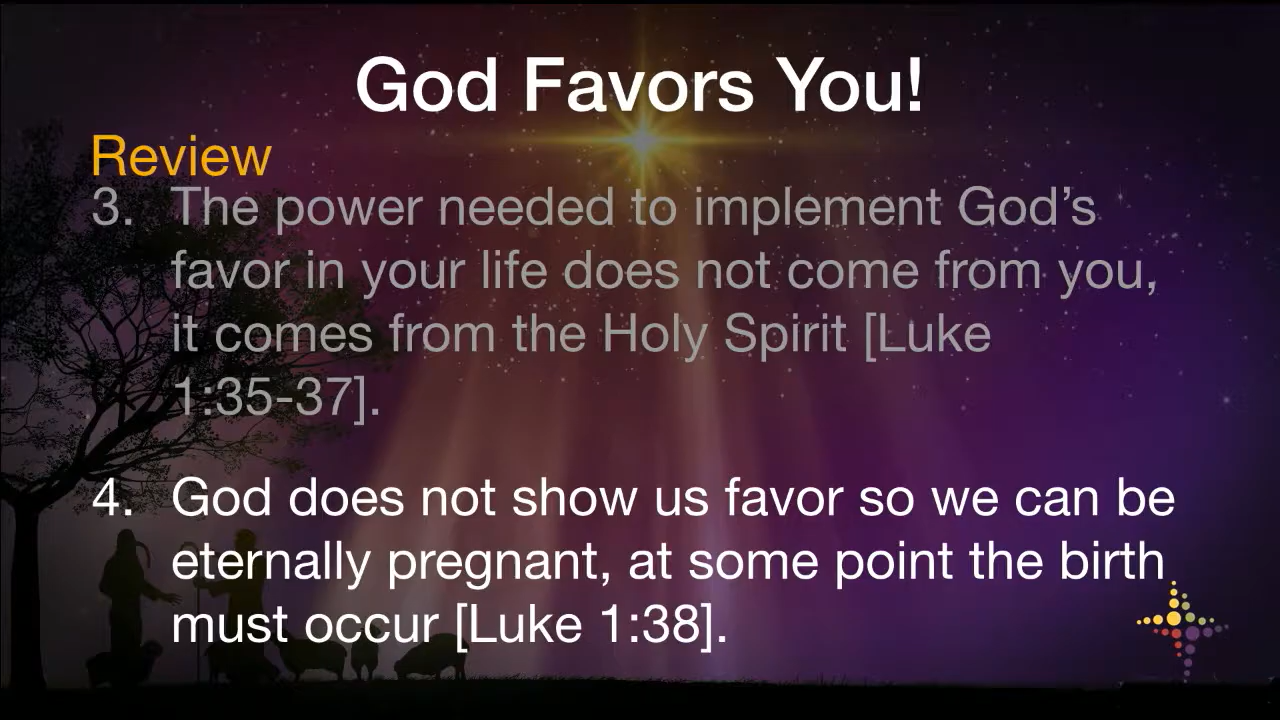 God Favors You!
Review
3. The power needed to implement God’s
favor in your life does not come from you,
it comes from the Holy Spirit [Luke
1:35-37].
4. God does not show us favor so we can be
eternally pregnant, at some point the birth
must occur [Luke 1:38].